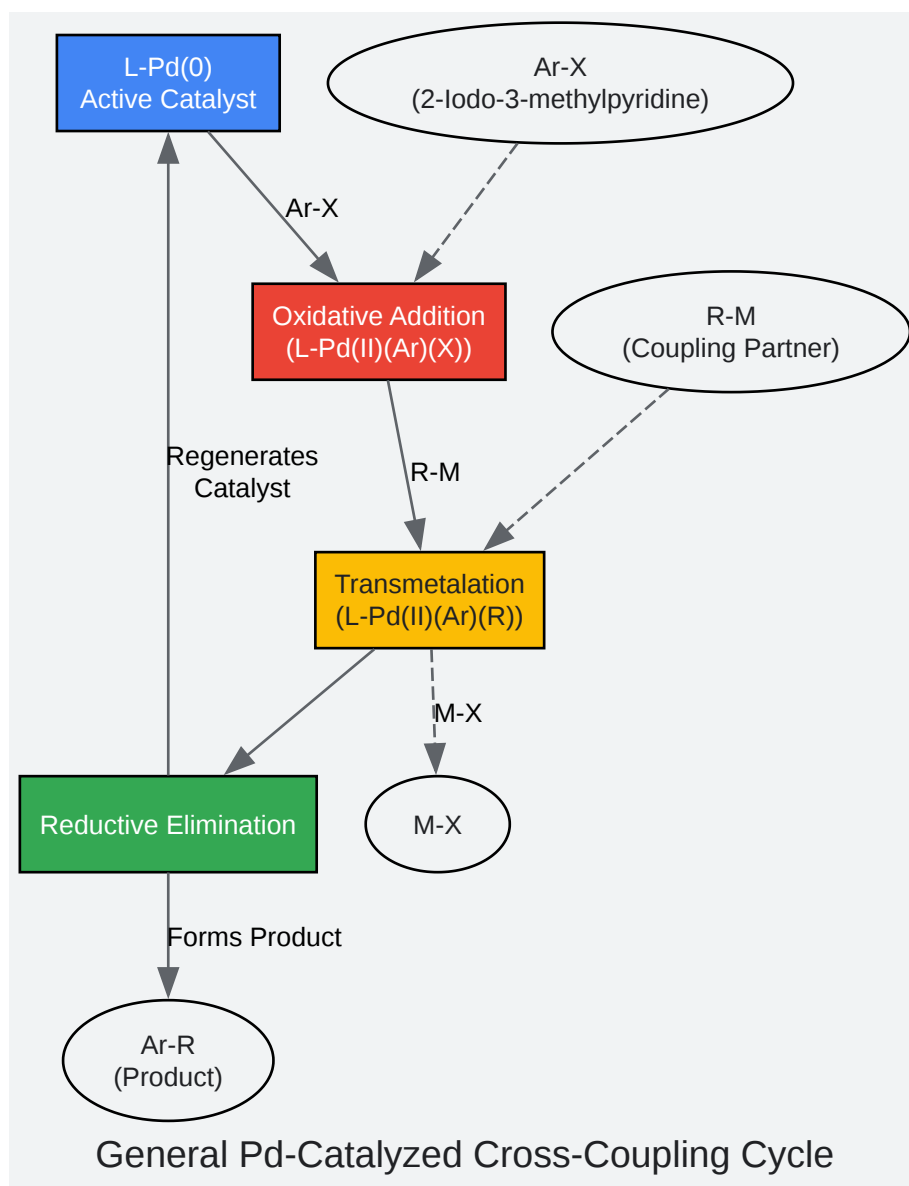 L-Pd(0)
Active Catalyst
Ar-X
(2-Iodo-3-methylpyridine)
Ar-X
Oxidative Addition
(L-Pd(II)(Ar)(X))
R-M
(Coupling Partner)
Regenerates
Catalyst
R-M
Transmetalation
(L-Pd(II)(Ar)(R))
M-X
Reductive Elimination
M-X
Forms Product
Ar-R
(Product)
General Pd-Catalyzed Cross-Coupling Cycle